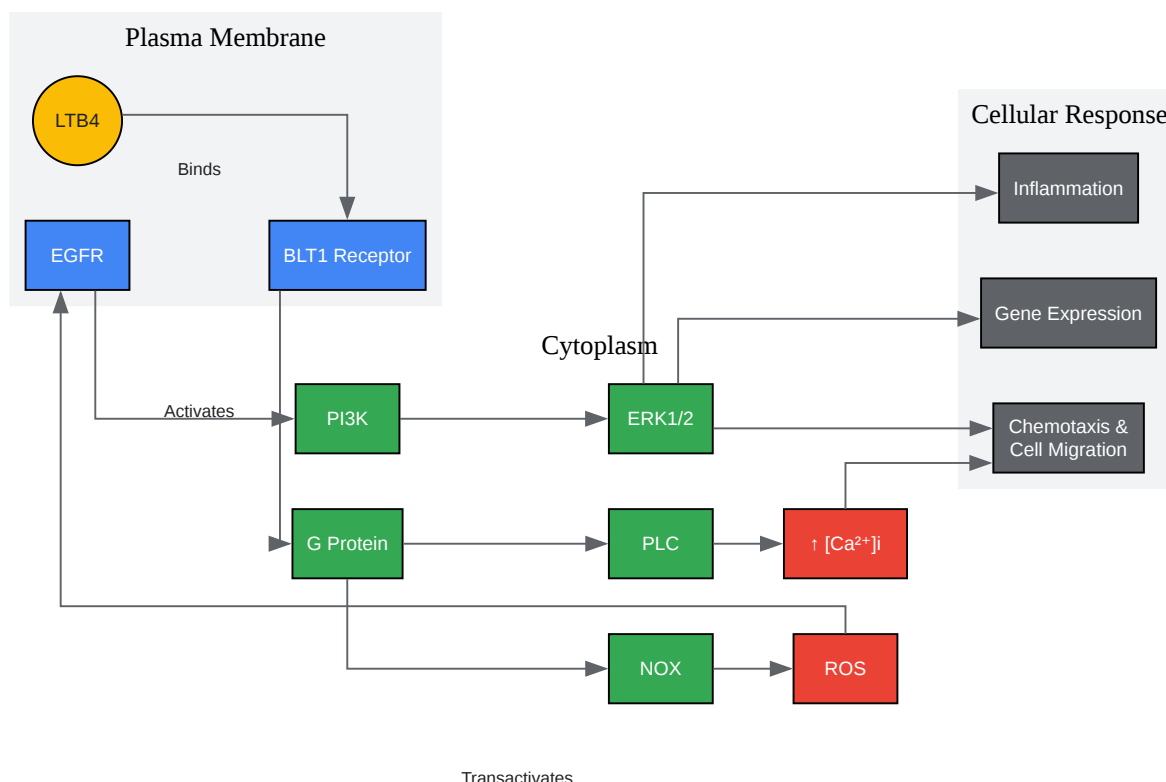 Plasma Membrane
LTB4
Binds
EGFR
BLT1 Receptor
Cellular Response
Inflammation
Gene Expression
Cytoplasm
Activates
PI3K
ERK1/2
Chemotaxis &
Cell Migration
G Protein
PLC
↑ [Ca²⁺]i
NOX
ROS
Transactivates